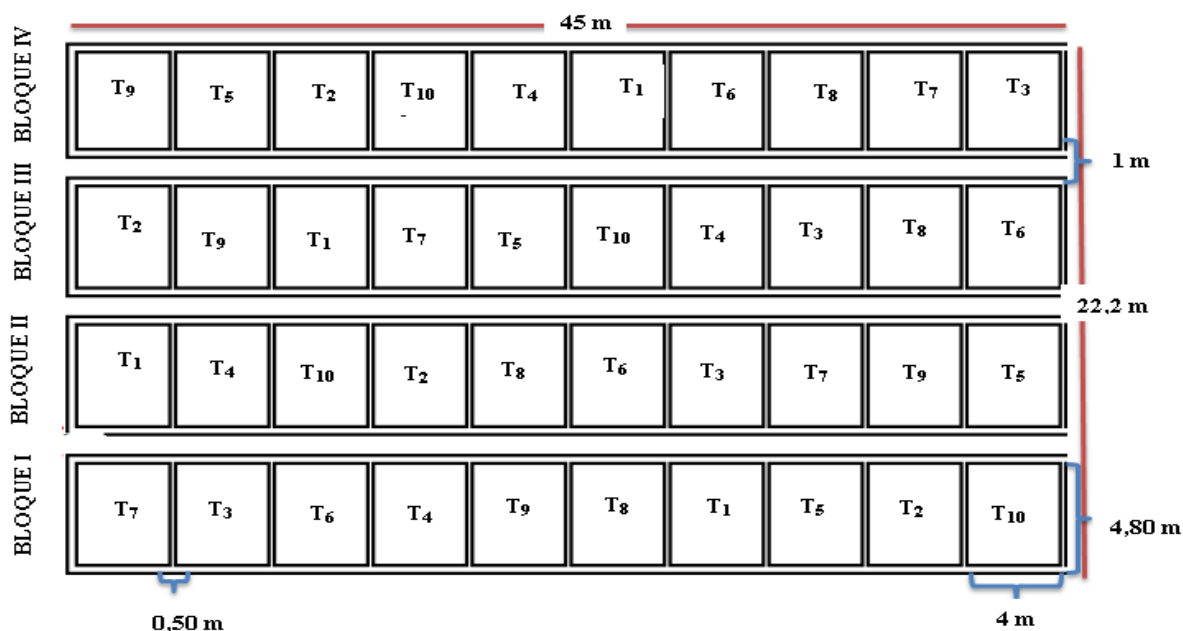 45 m
BLOQUE IV
T9 T5 T2 T10 T4 T1 T6 T8 T7 T3
1 m
BLOQUE III
T2 T9 T1 T7 T5 T10 T4 T3 T8 T6
22,2 m
BLOQUE II
T1 T4 T10 T2 T8 T6 T3 T7 T9 T5
BLOQUE I
T7 T3 T6 T4 T9 T8 T1 T5 T2 T10
4,80 m
0,50 m
4 m